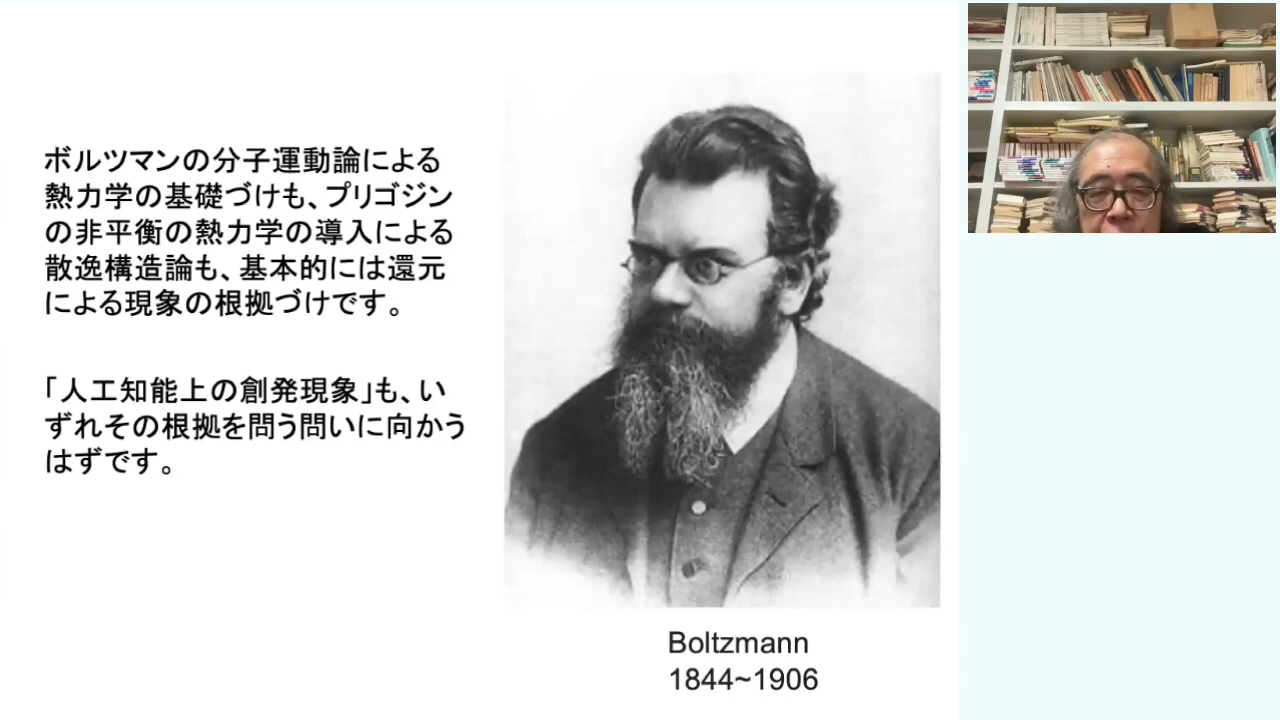 ボルツマンの分子運動論による
熱力学の基礎づけも、プリゴジン
の非平衡の熱力学の導入による
散逸構造論も、基本的には還元
による現象の根拠づけです。
「人工知能上の創発現象」も、い
ずれその根拠を問う問いに向かう
はずです。
Boltzmann
1844~1906